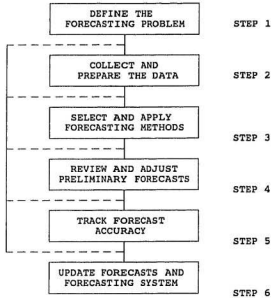 DEFINE THE
FORECASTING PROBLEM
STEP 1
COLLECT AND
PREPARE THE DATA
STEP 2
SELECT AND APPLY
FORECASTING METHODS
STEP 3
REVIEW AND ADJUST
PRELIMINARY FORECASTS
STEP 4
TRACK FORECAST
ACCURACY
STEP 5
UPDATE FORECASTS AND
FORECASTING SYSTEM
STEP 6